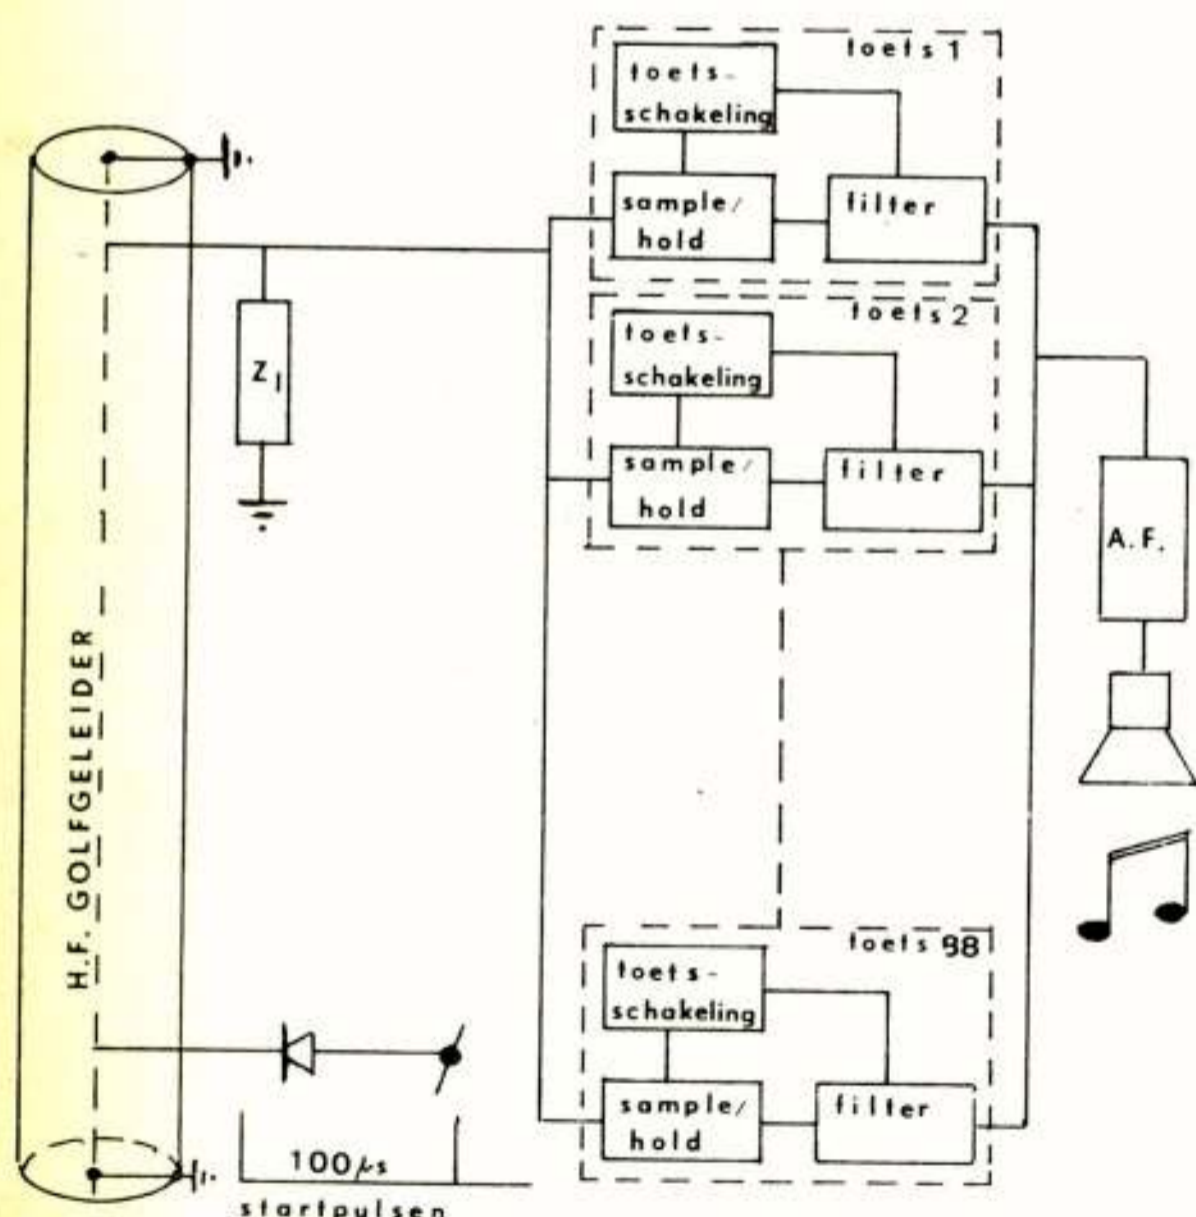 toets 1
toets-
schakeling
sample/
hold
filter
Z1
toets 2
toets-
schakeling
sample/
hold
filter
A.F.
H.F. GOLFGELEIDER
toets 88
toets-
schakeling
sample/
hold
filter
100µs
startpulsen